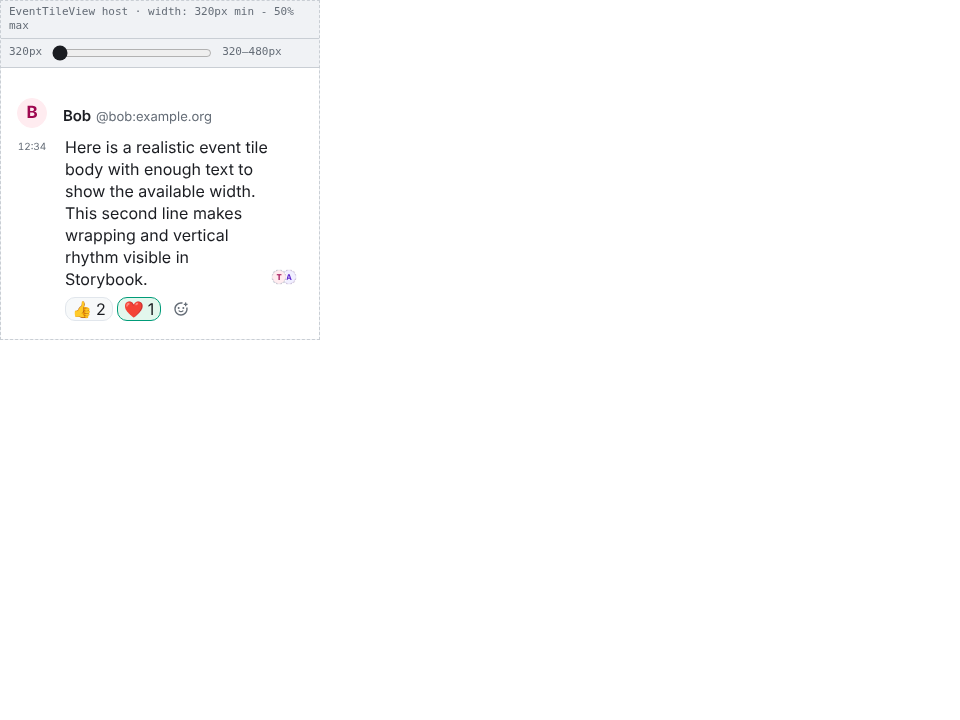 EventTileView host · width: 320px min - 50%
max
320px 320–480px
B Bob @bob:example.org
12:34 Here is a realistic event tile
body with enough text to
show the available width.
This second line makes
wrapping and vertical
rhythm visible in
Storybook.
T A
👍 2 ❤️ 1